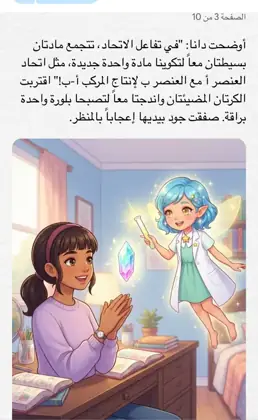 الصفحة 3 من 10
أوضحت دانا: "في تفاعل الاتحاد، تتجمع مادتان
بسيطتان معاً لتكوينا مادة واحدة جديدة، مثل اتحاد
العنصر أ مع العنصر ب لإنتاج المركب أ-ب!" اقتربت
الكرتان المضيئتان واندجتا معاً لتصبحا بلورة واحدة
براقة. صفقت جود بيديها إعجاباً بالمنظر.